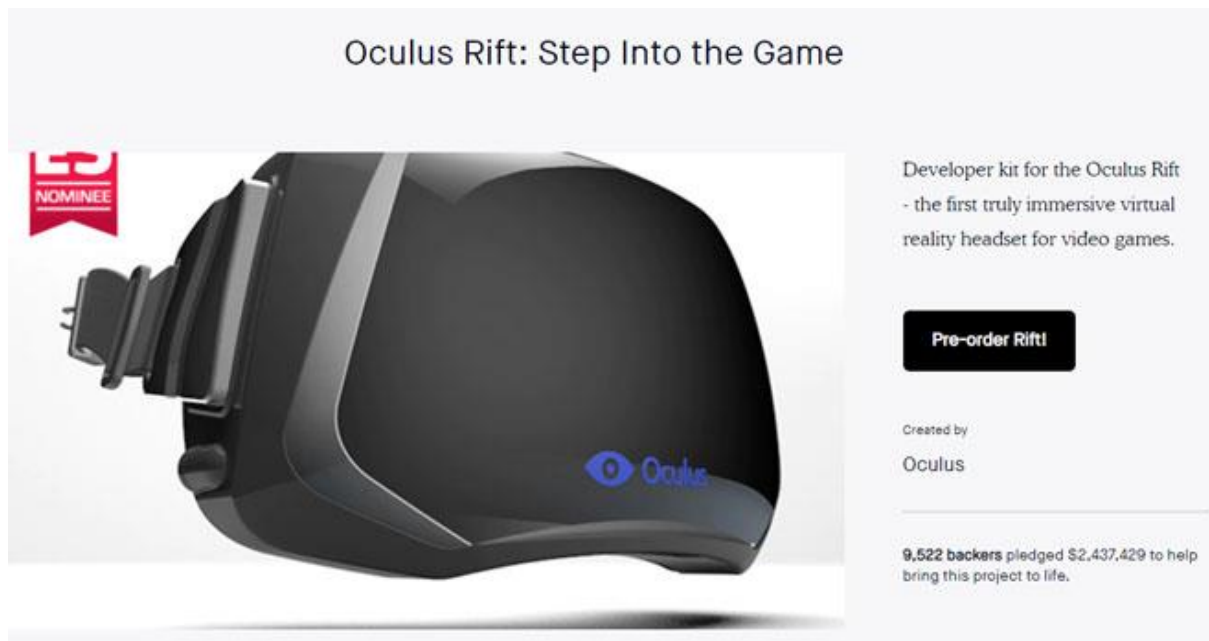 Oculus Rift: Step Into the Game
NOMINEE
Developer kit for the Oculus Rift
- the first truly immersive virtual
reality headset for video games.
Pre-order Rift!
Oculus
Created by
Oculus
9,522 backers pledged $2,437,429 to help
bring this project to life.